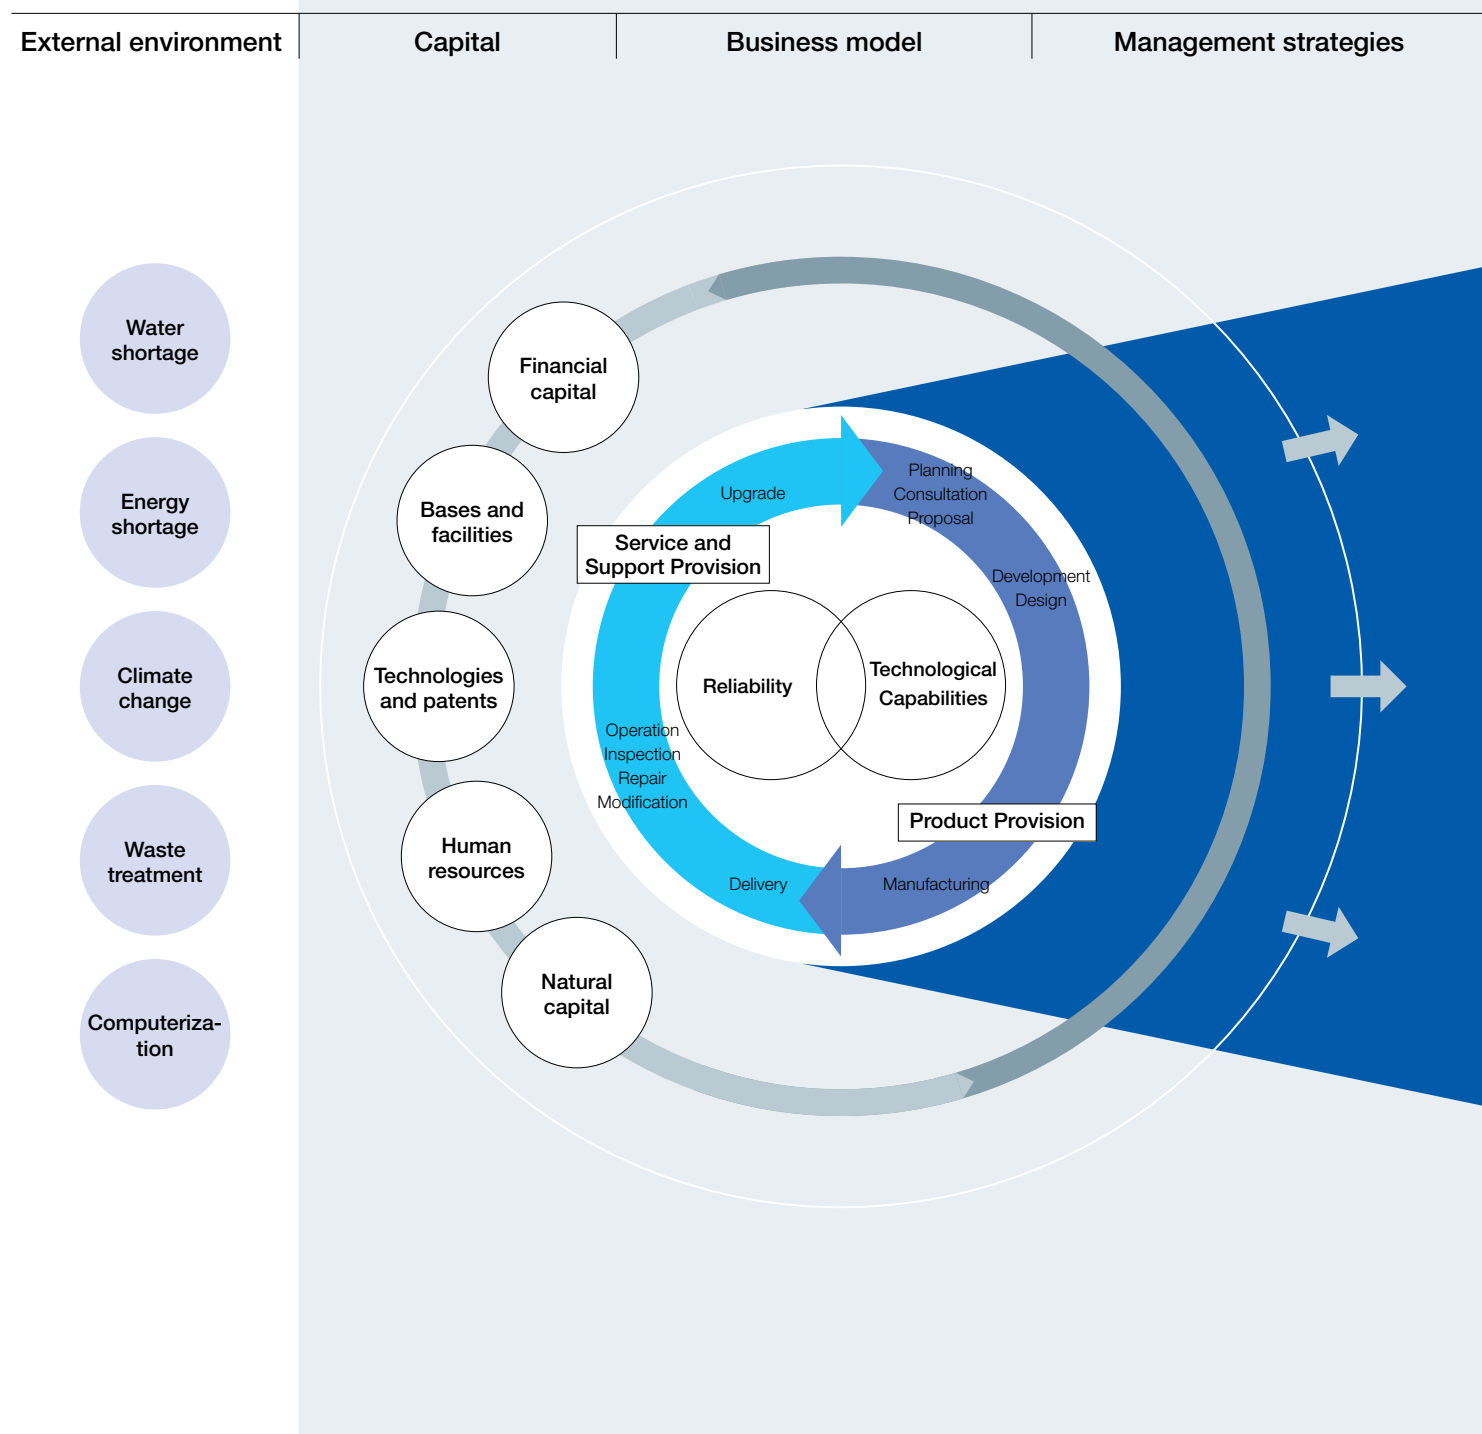 External environment
Capital
Business model
Management strategies
Water
shortage
Energy
shortage
Climate
change
Waste
treatment
Computeriza-
tion
Financial
capital
Bases and
facilities
Technologies
and patents
Human
resources
Natural
capital
Upgrade
Service and
Support Provision
Operation
Inspection
Repair
Modification
Delivery
Reliability
Technological
Capabilities
Planning
Consultation
Proposal
Development
Design
Product Provision
Manufacturing